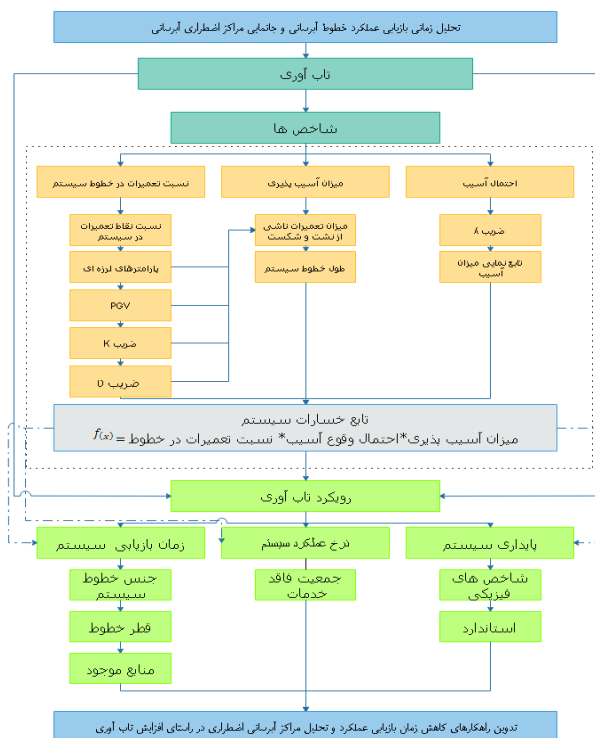 تحلیل زمانی بازیابی عملکرد خطوط آبرسانی و جانمایی مراکز اضطراری آبرسانی
تاب آوری
شاخص ها
احتمال آسیب
میزان آسیب پذیری
نسبت تعمیرات در خطوط سیستم
ضریب λ
میزان تعمیرات ناشی
از نشت و شکست
نسبت نقاط تعمیرات
در سیستم
تابع نمایی میزان
آسیب
طول خطوط سیستم
پارامترهای لرزه ای
PGV
ضریب K
ضریب U
تابع خسارات سیستم
میزان آسیب پذیری*احتمال وقوع آسیب* نسبت تعمیرات در خطوط = f(x)
رویکرد تاب آوری
پایداری سیستم
نرخ عملکرد سیستم
زمان بازیابی سیستم
شاخص های
فیزیکی
جمعیت فاقد
خدمات
جنس خطوط
سیستم
استاندارد
قطر خطوط
منابع موجود
تدوین راهکارهای کاهش زمان بازیابی عملکرد و تحلیل مراکز آبرسانی اضطراری در راستای افزایش تاب آوری